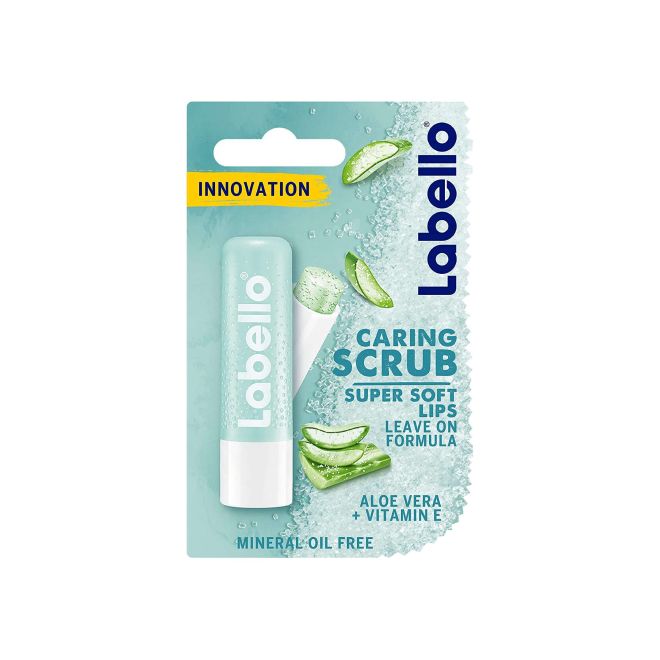 INNOVATION
Labello®
Labello®
CARING
SCRUB
SUPER SOFT
LIPS
LEAVE ON
FORMULA
ALOE VERA
+ VITAMIN E
MINERAL OIL FREE